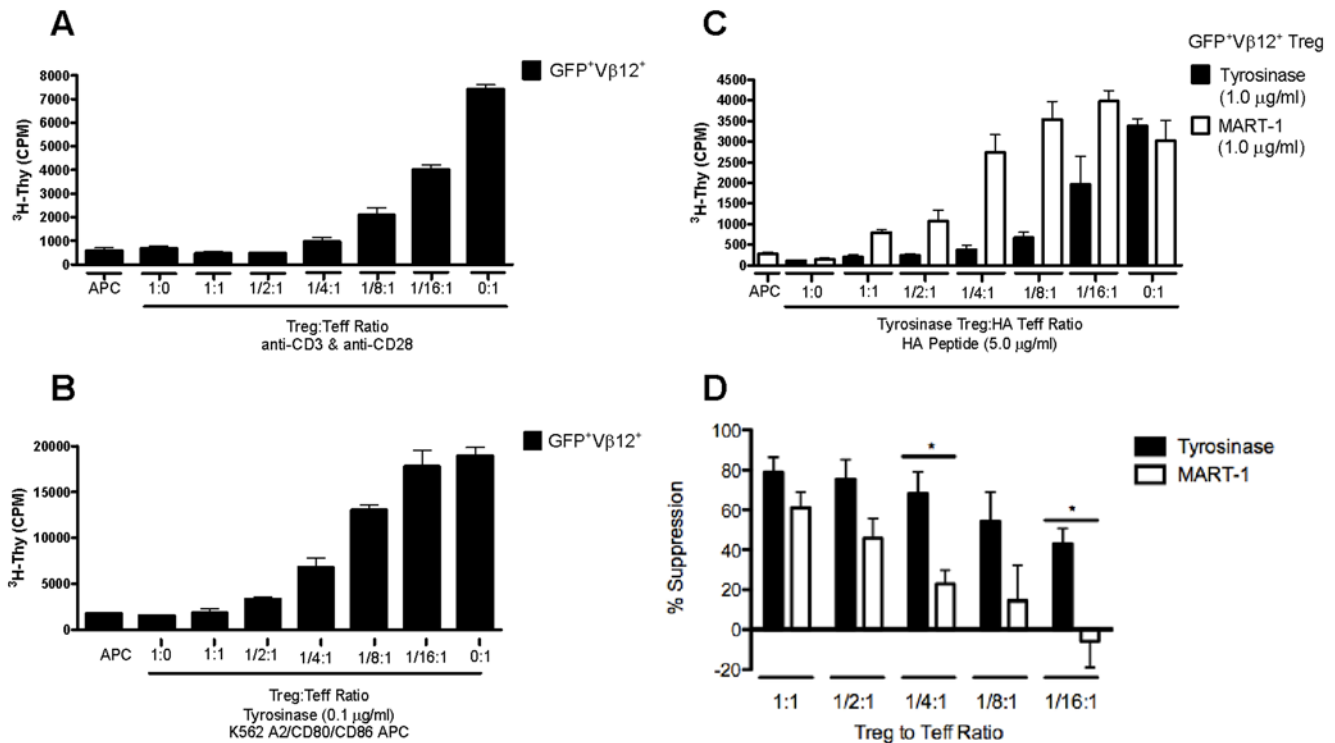 A
GFP⁺Vβ12⁺
8000
7000
6000
5000
4000
3000
2000
1000
0
³H-Thy (CPM)
APC 1:0 1:1 1/2:1 1/4:1 1/8:1 1/16:1 0:1
Treg:Teff Ratio
anti-CD3 & anti-CD28
B
GFP⁺Vβ12⁺
20000
15000
10000
5000
0
³H-Thy (CPM)
APC 1:0 1:1 1/2:1 1/4:1 1/8:1 1/16:1 0:1
Treg:Teff Ratio
Tyrosinase (0.1 μg/ml)
K562 A2/CD80/CD86 APC
C
GFP⁺Vβ12⁺ Treg
Tyrosinase
(1.0 μg/ml)
MART-1
(1.0 μg/ml)
4500
4000
3500
3000
2500
2000
1500
1000
500
0
³H-Thy (CPM)
APC 1:0 1:1 1/2:1 1/4:1 1/8:1 1/16:1 0:1
Tyrosinase Treg:HA Teff Ratio
HA Peptide (5.0 μg/ml)
D
Tyrosinase
MART-1
100
80
60
40
20
0
-20
% Suppression
* *
1:1 1/2:1 1/4:1 1/8:1 1/16:1
Treg to Teff Ratio